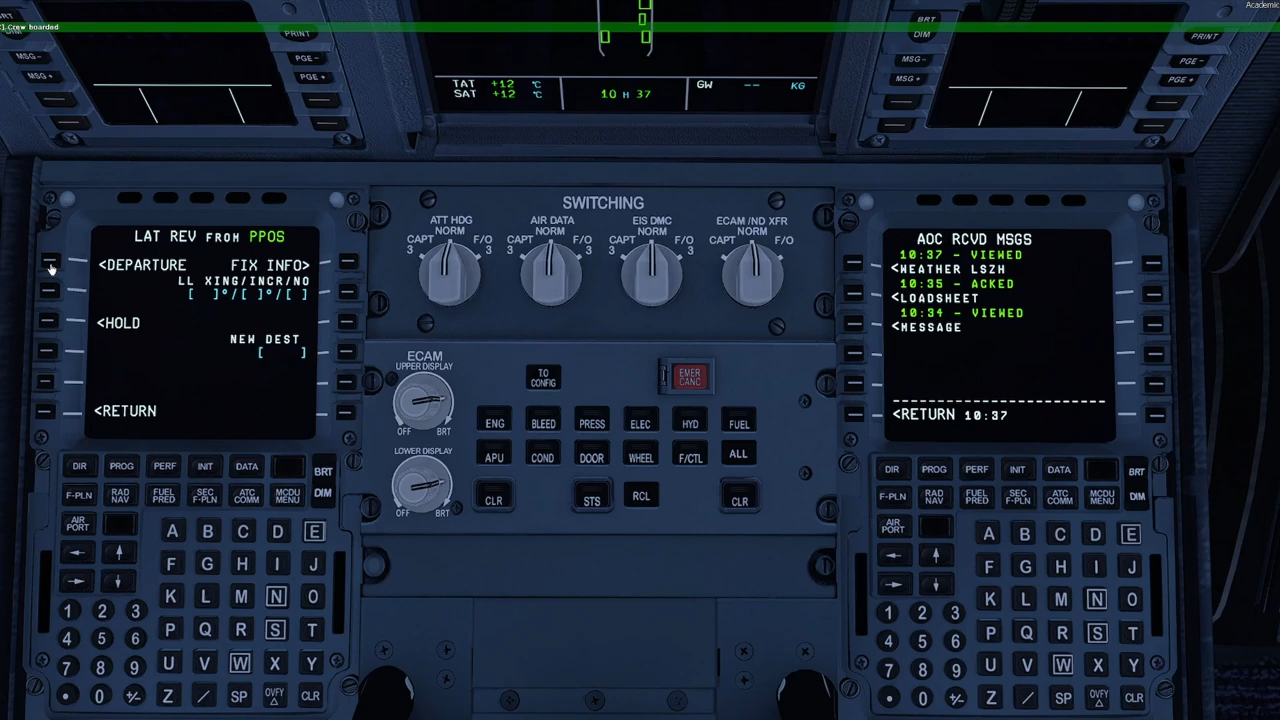 Academic
C] Crew boarded
BRT
DIM
PRINT
MSG-
PGE-
MSG+
PGE+
TAT +12 °C
SAT +12 °C
10 H 37
GW -- KG
BRT
DIM
PRINT
MSG-
PGE-
MSG+
PGE+
SWITCHING
ATT HDG
NORM
CAPT
3
F/O
3
AIR DATA
NORM
CAPT
3
F/O
3
EIS DMC
NORM
CAPT
3
F/O
3
ECAM /ND XFR
NORM
CAPT
F/O
LAT REV FROM PPOS
<DEPARTURE FIX INFO>
LL XING/INCR/NO
[ ]°/[ ]°/[ ]
<HOLD
NEW DEST
[ ]
<RETURN
AOC RCVD MSGS
10:37 - VIEWED
<WEATHER LSZH
10:35 - ACKED
<LOADSHEET
10:34 - VIEWED
<MESSAGE
<RETURN 10:37
ECAM
UPPER DISPLAY
OFF BRT
LOWER DISPLAY
OFF BRT
T.O
CONFIG
EMER
CANC
ENG BLEED PRESS ELEC HYD FUEL
APU COND DOOR WHEEL F/CTL ALL
CLR STS RCL CLR
DIR PROG PERF INIT DATA BRT
F-PLN RAD NAV FUEL PRED SEC F-PLN ATC COMM MCDU MENU DIM
AIR PORT
← ↑
→ ↓
A B C D E
F G H I J
K L M N O
P Q R S T
U V W X Y
Z / SP OVFY △ CLR
1 2 3
4 5 6
7 8 9
• 0 +/-
DIR PROG PERF INIT DATA BRT
F-PLN RAD NAV FUEL PRED SEC F-PLN ATC COMM MCDU MENU DIM
AIR PORT
← ↑
→ ↓
A B C D E
F G H I J
K L M N O
P Q R S T
U V W X Y
Z / SP OVFY △ CLR
1 2 3
4 5 6
7 8 9
• 0 +/-